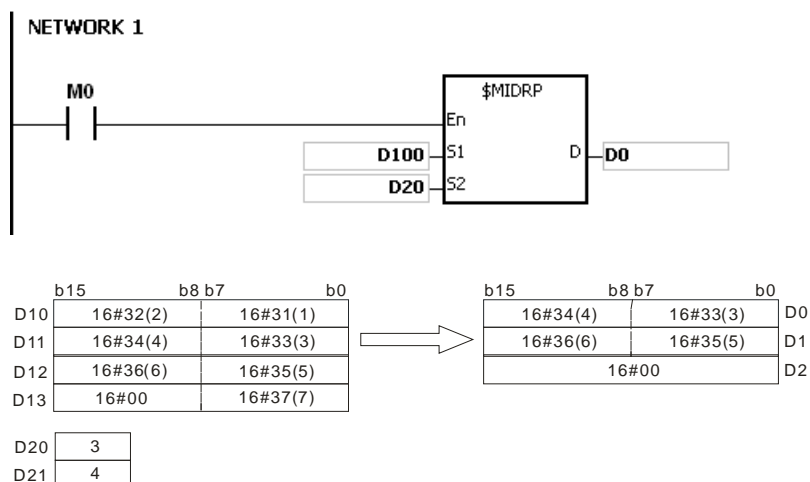 NETWORK 1
M0
$MIDRP
En
D100 S1 D D0
D20 S2
b15 b8 b7 b0 b15 b8 b7 b0
D10 16#32(2) 16#31(1) 16#34(4) 16#33(3) D0
D11 16#34(4) 16#33(3) 16#36(6) 16#35(5) D1
D12 16#36(6) 16#35(5) 16#00 D2
D13 16#00 16#37(7)
D20 3
D21 4